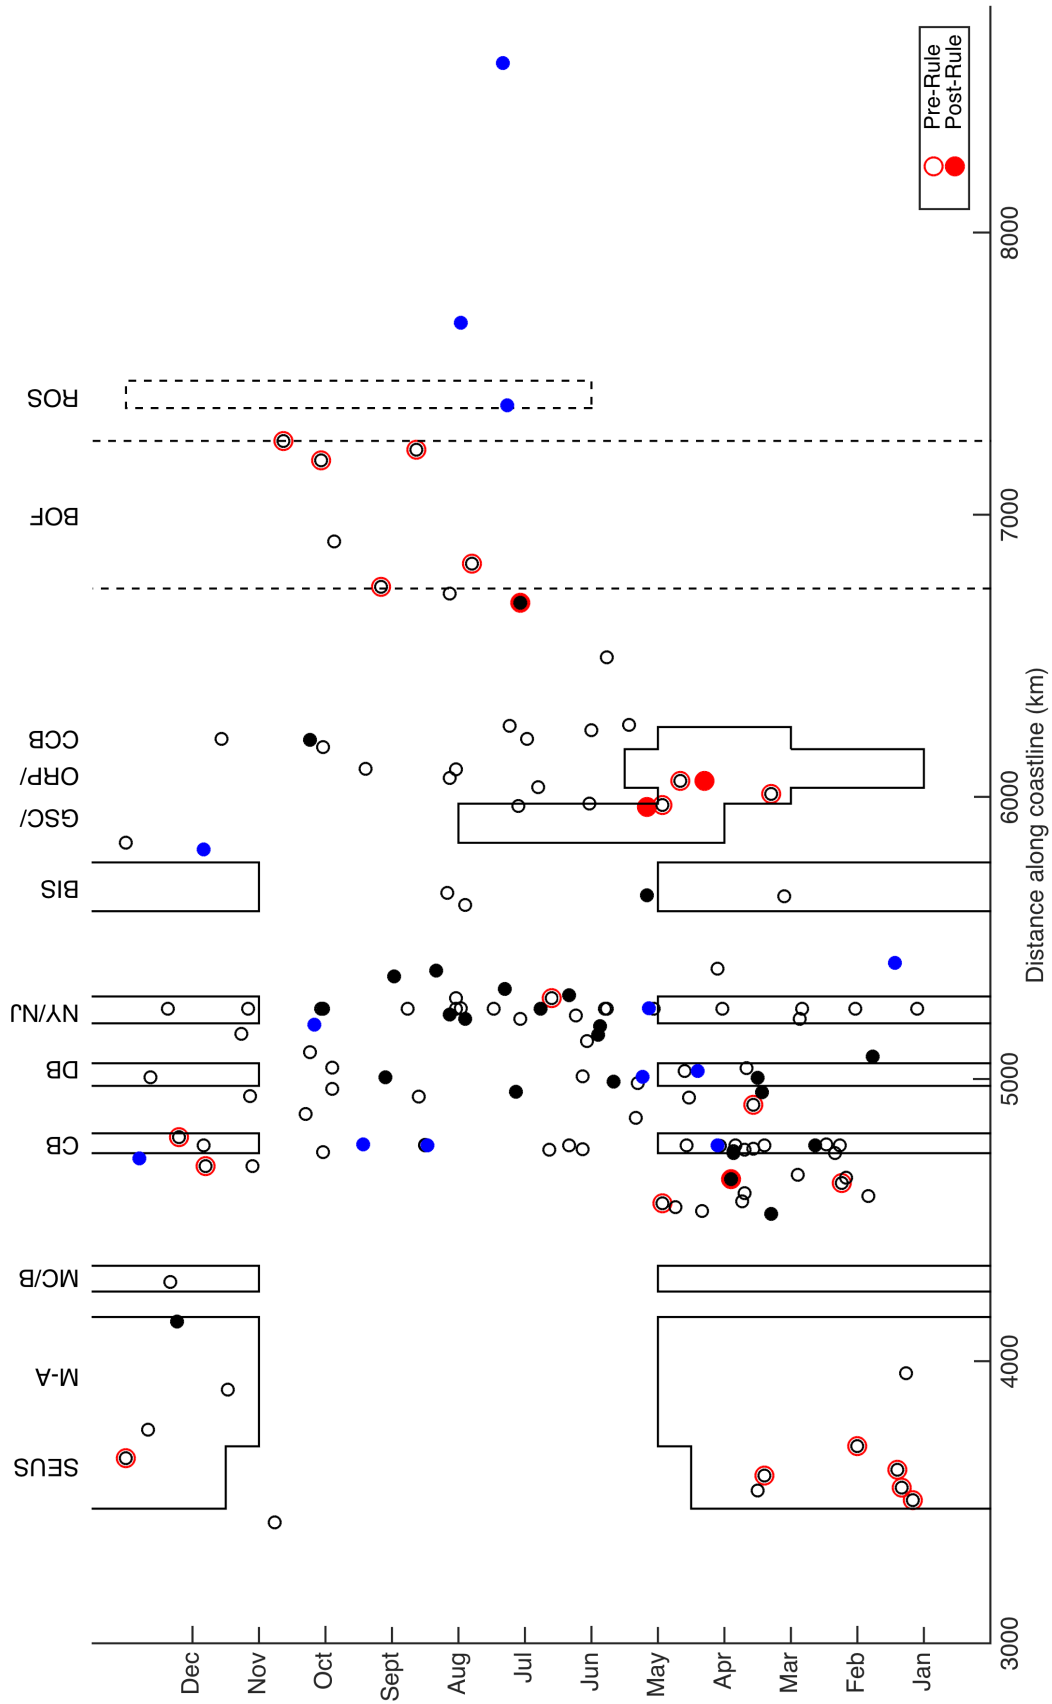 SEUS
M-A
MC/B
CB
DB
NY/NJ
BIS
GSC/
ORP/
CCB
BOF
ROS
Dec
Nov
Oct
Sept
Aug
Jul
Jun
May
Apr
Mar
Feb
Jan
3000
4000
5000
6000
7000
8000
Distance along coastline (km)
Pre-Rule
Post-Rule